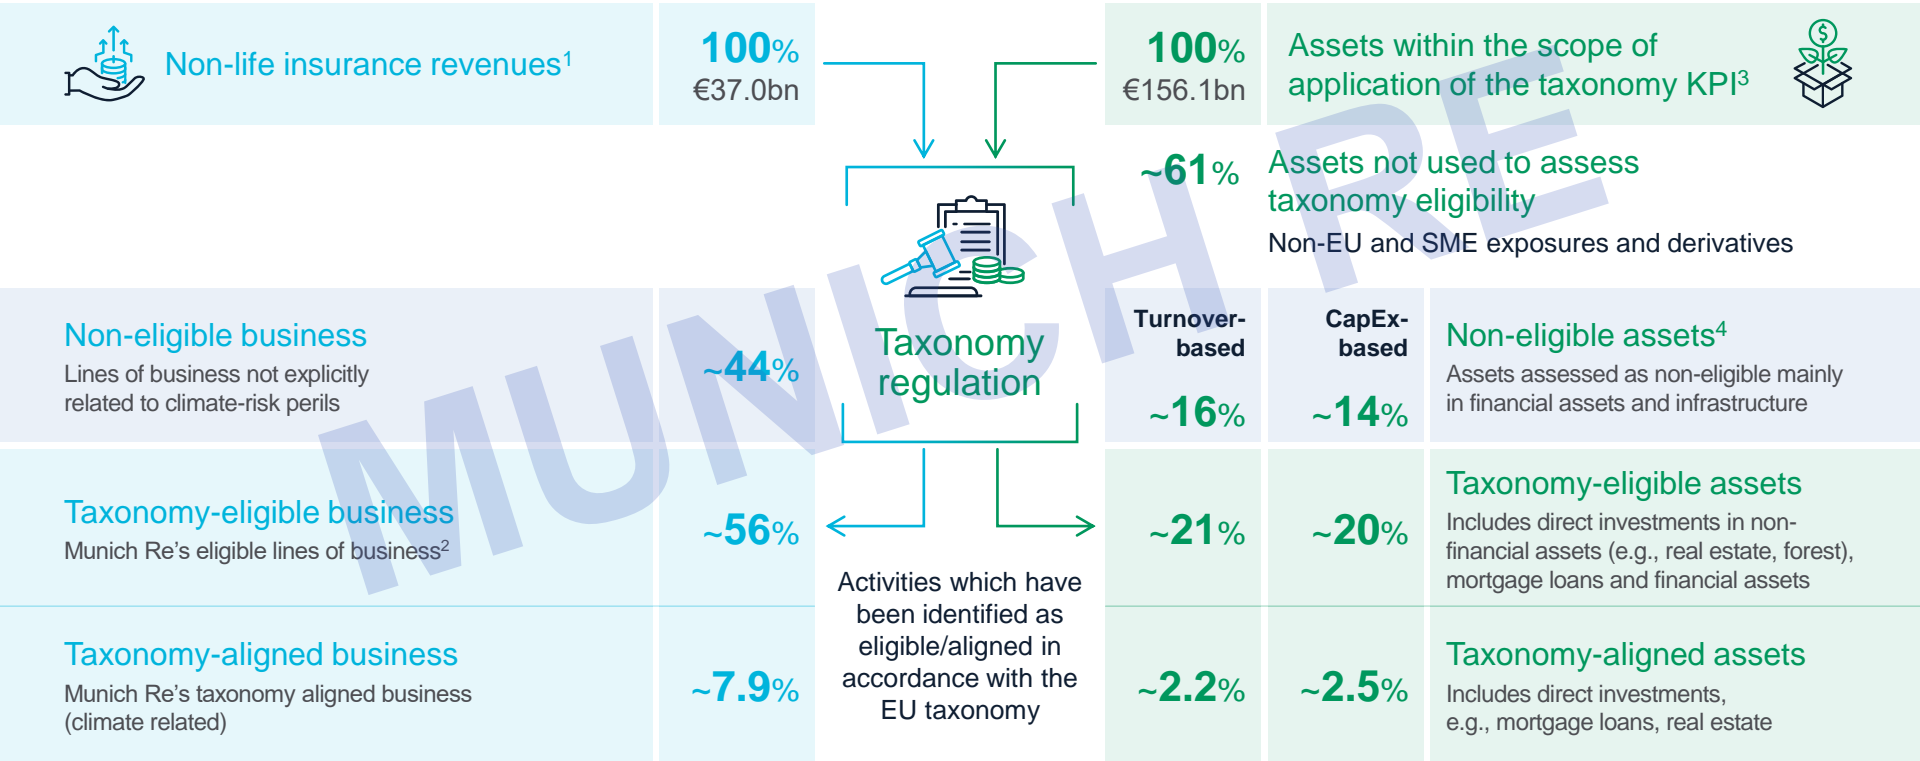 Non-life insurance revenues1
100%
€37.0bn
100%
€156.1bn
Assets within the scope of
application of the taxonomy KPI3
~61%
Assets not used to assess
taxonomy eligibility
Non-EU and SME exposures and derivatives
Taxonomy
regulation
Non-eligible business
Lines of business not explicitly
related to climate-risk perils
~44%
Turnover-
based
~16%
CapEx-
based
~14%
Non-eligible assets4
Assets assessed as non-eligible mainly
in financial assets and infrastructure
Taxonomy-eligible business
Munich Re's eligible lines of business2
~56%
~21%
~20%
Taxonomy-eligible assets
Includes direct investments in non-
financial assets (e.g., real estate, forest),
mortgage loans and financial assets
Activities which have
been identified as
eligible/aligned in
accordance with the
EU taxonomy
Taxonomy-aligned business
Munich Re's taxonomy aligned business
(climate related)
~7.9%
~2.2%
~2.5%
Taxonomy-aligned assets
Includes direct investments,
e.g., mortgage loans, real estate
MUNICH RE